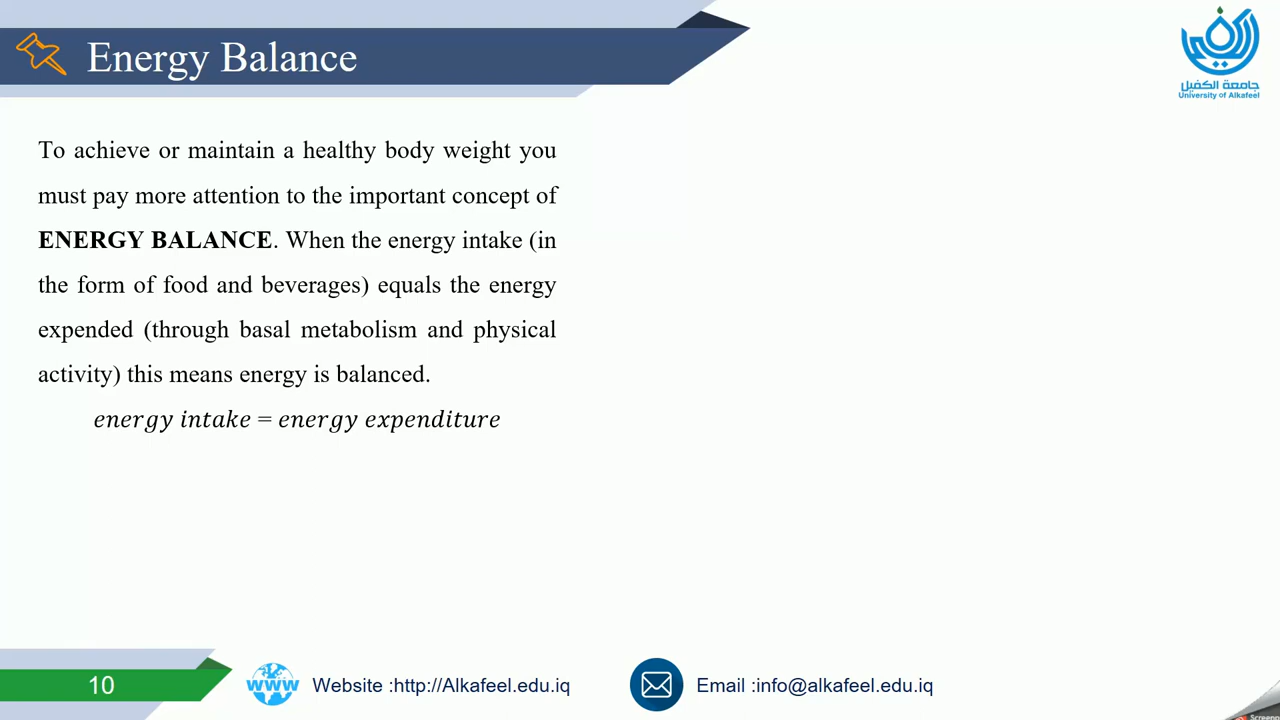 Energy Balance
جامعة الكفيل
University of Alkafeel
To achieve or maintain a healthy body weight you
must pay more attention to the important concept of
ENERGY BALANCE. When the energy intake (in
the form of food and beverages) equals the energy
expended (through basal metabolism and physical
activity) this means energy is balanced.
energy intake = energy expenditure
10
WWW
Website :http://Alkafeel.edu.iq
Email :info@alkafeel.edu.iq